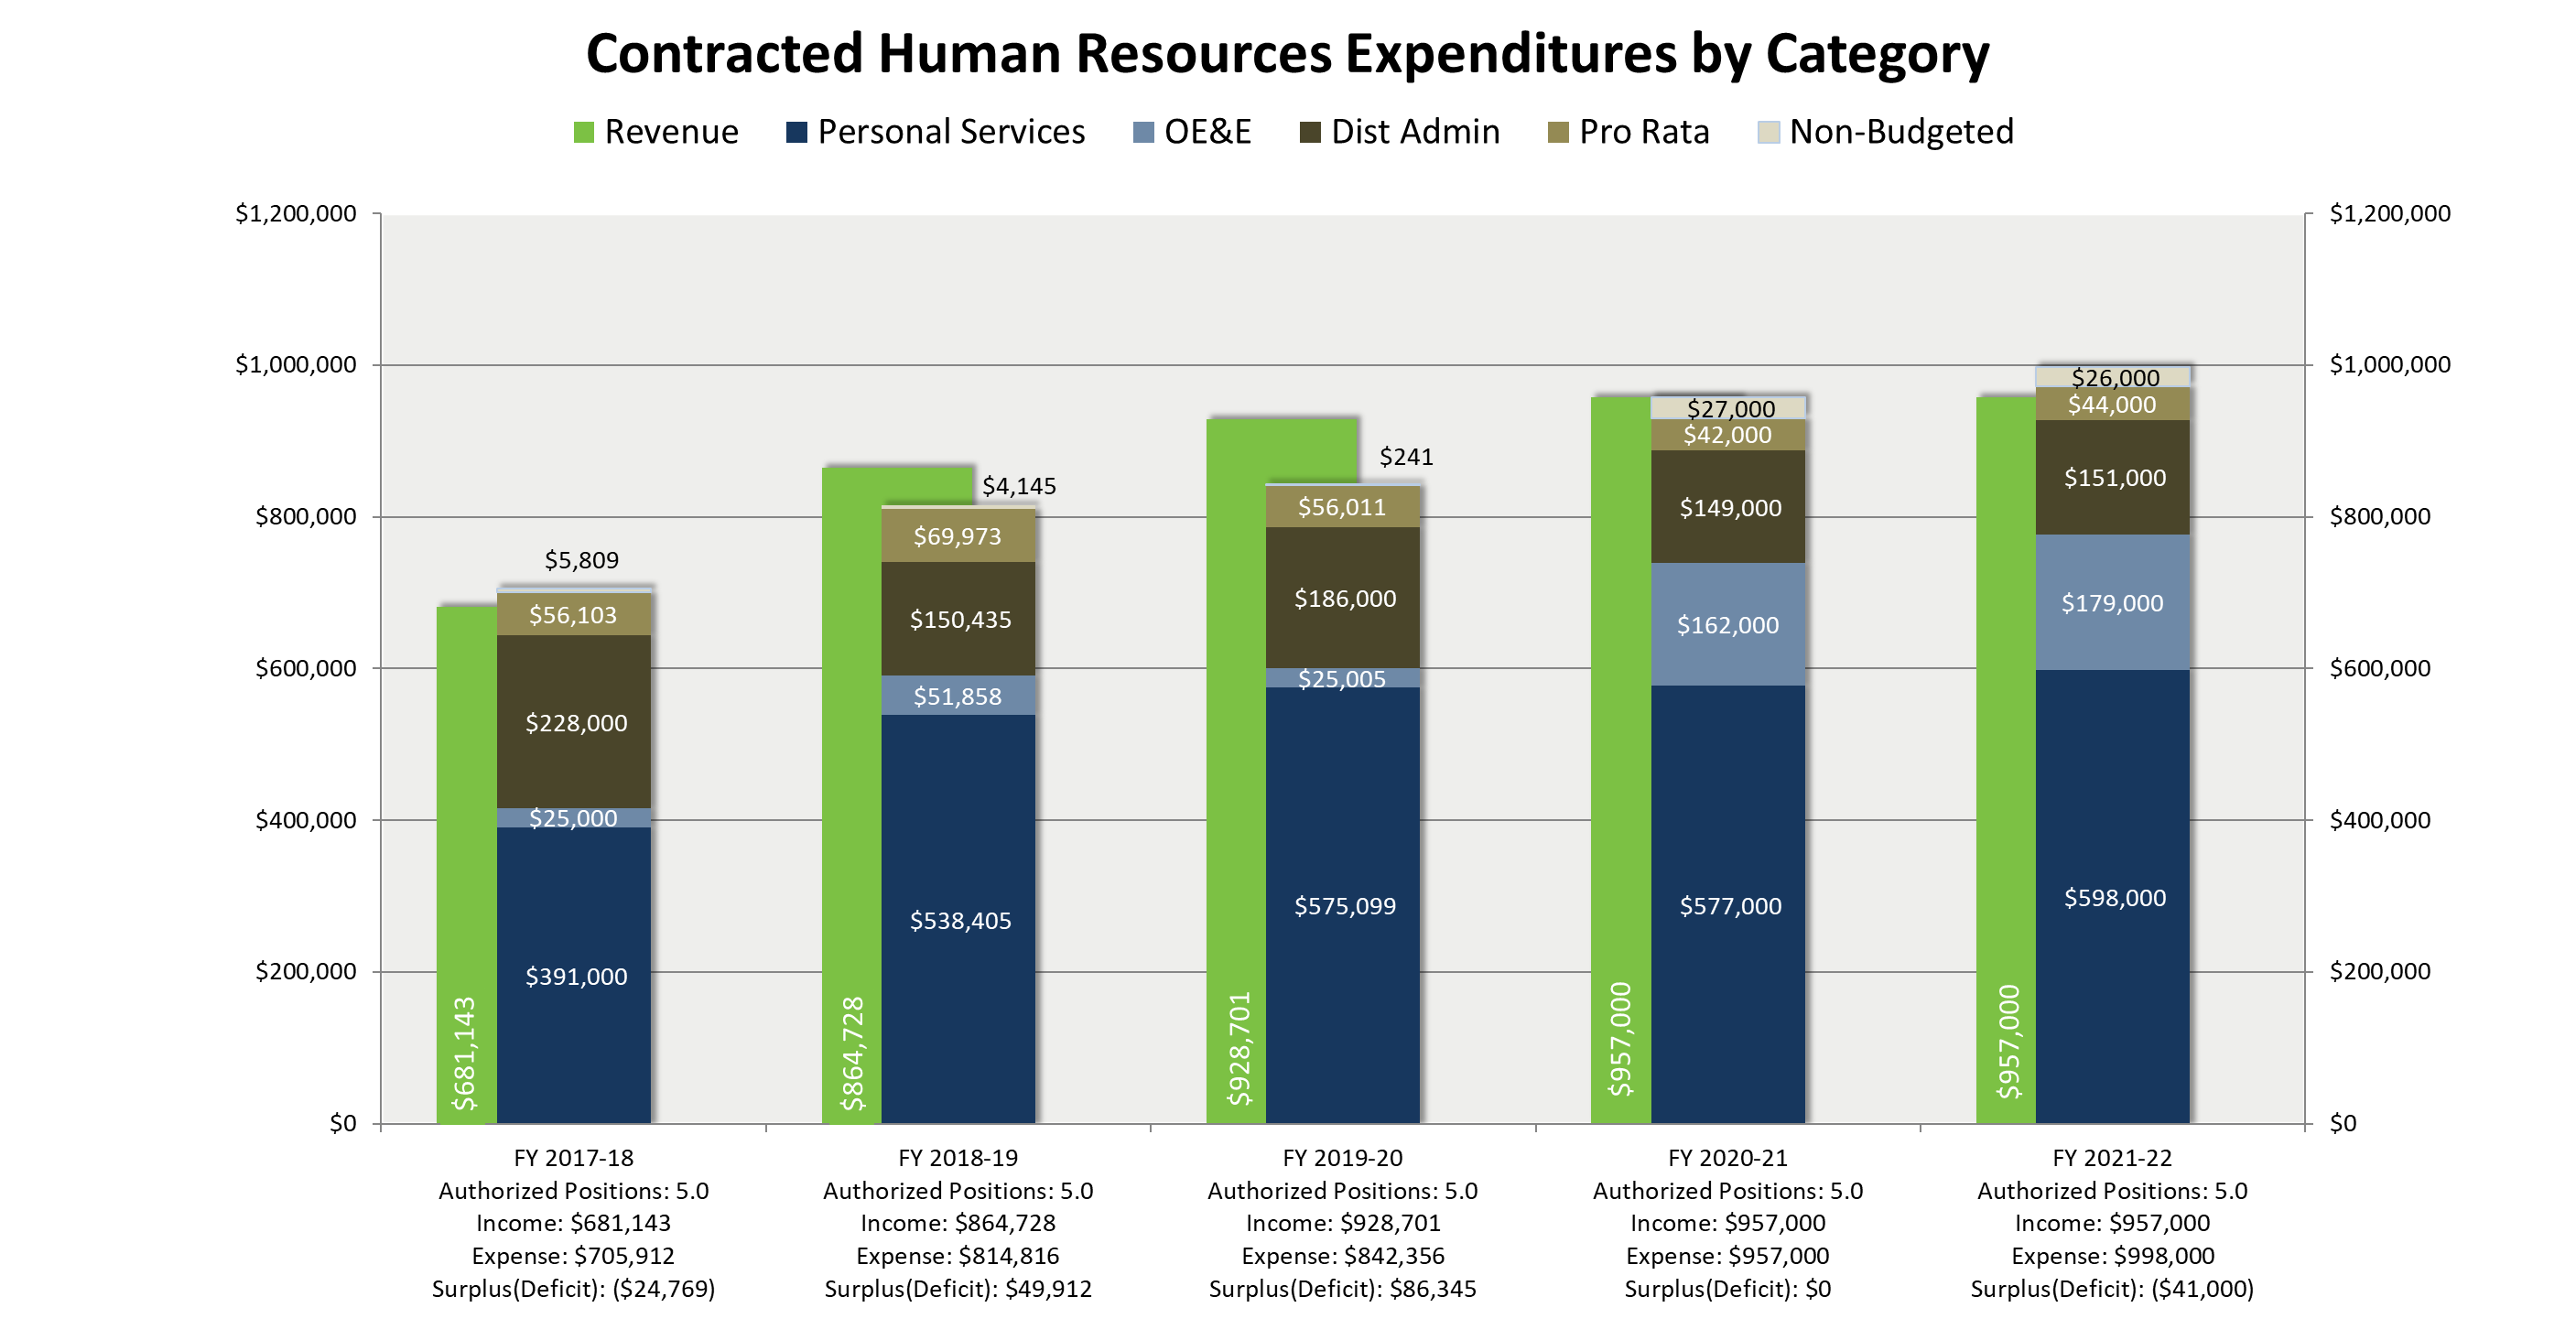 Contracted Human Resources Expenditures by Category
Revenue Personal Services OE&E Dist Admin Pro Rata Non-Budgeted
$1,200,000 $1,200,000
$1,000,000 $1,000,000
$800,000 $800,000
$600,000 $600,000
$400,000 $400,000
$200,000 $200,000
$0 $0
$681,143
$5,809
$56,103
$228,000
$25,000
$391,000
$864,728
$4,145
$69,973
$150,435
$51,858
$538,405
$928,701
$241
$56,011
$186,000
$25,005
$575,099
$957,000
$27,000
$42,000
$149,000
$162,000
$577,000
$957,000
$26,000
$44,000
$151,000
$179,000
$598,000
FY 2017-18
Authorized Positions: 5.0
Income: $681,143
Expense: $705,912
Surplus(Deficit): ($24,769)
FY 2018-19
Authorized Positions: 5.0
Income: $864,728
Expense: $814,816
Surplus(Deficit): $49,912
FY 2019-20
Authorized Positions: 5.0
Income: $928,701
Expense: $842,356
Surplus(Deficit): $86,345
FY 2020-21
Authorized Positions: 5.0
Income: $957,000
Expense: $957,000
Surplus(Deficit): $0
FY 2021-22
Authorized Positions: 5.0
Income: $957,000
Expense: $998,000
Surplus(Deficit): ($41,000)